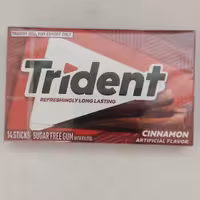 Trident
REFRESHINGLY LONG LASTING
CINNAMON
ARTIFICIAL FLAVOR
14 STICKS SUGAR FREE GUM